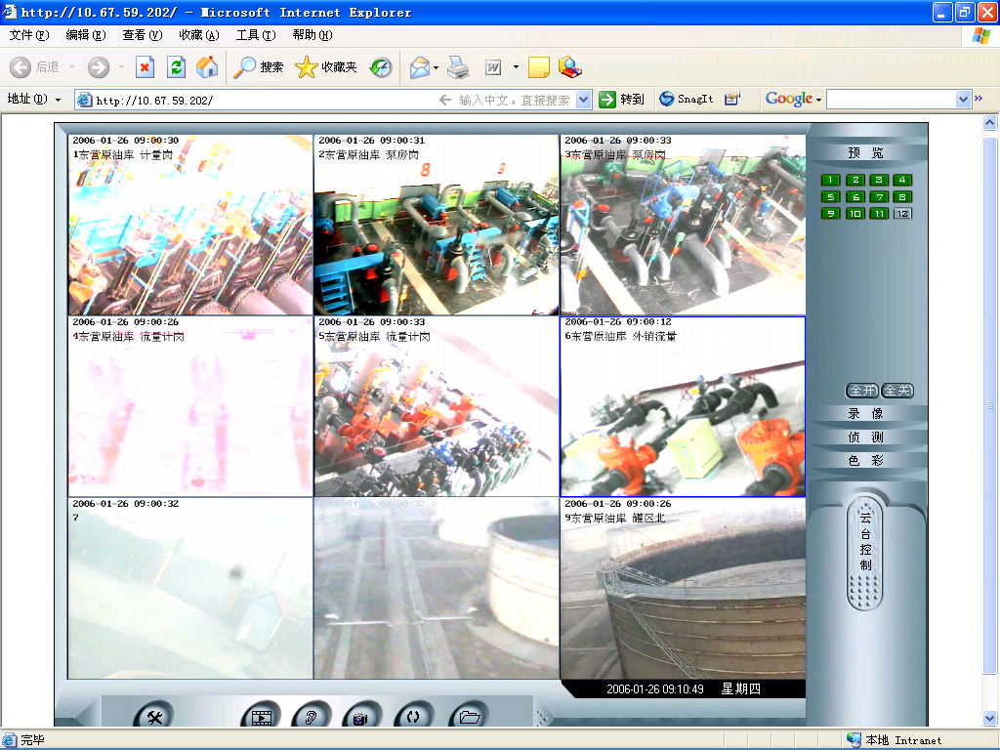 http://10.67.59.202/ - Microsoft Internet Explorer
文件(F) 编辑(E) 查看(V) 收藏(A) 工具(T) 帮助(H)
后退 搜索 收藏夹
地址(D) http://10.67.59.202/ 输入中文，直接搜索 转到 SnagIt Google
2006-01-26 09:00:30
1东营原油库 计量岗
2006-01-26 09:00:31
2东营原油库 泵房岗
8 9
2006-01-26 09:00:33
3东营原油库 泵房岗
2006-01-26 09:00:26
4东营原油库 流量计岗
2006-01-26 09:00:33
5东营原油库 流量计岗
2006-01-26 09:00:12
6东营原油库 外销流量
2006-01-26 09:00:32
7
2006-01-26 09:00:32
2006-01-26 09:00:26
9东营原油库 罐区北
预 览
1 2 3 4
5 6 7 8
9 10 11 12
全开 全关
录 像
侦 测
色 彩
云台控制
2006-01-26 09:10:49 星期四
完毕 本地 Intranet